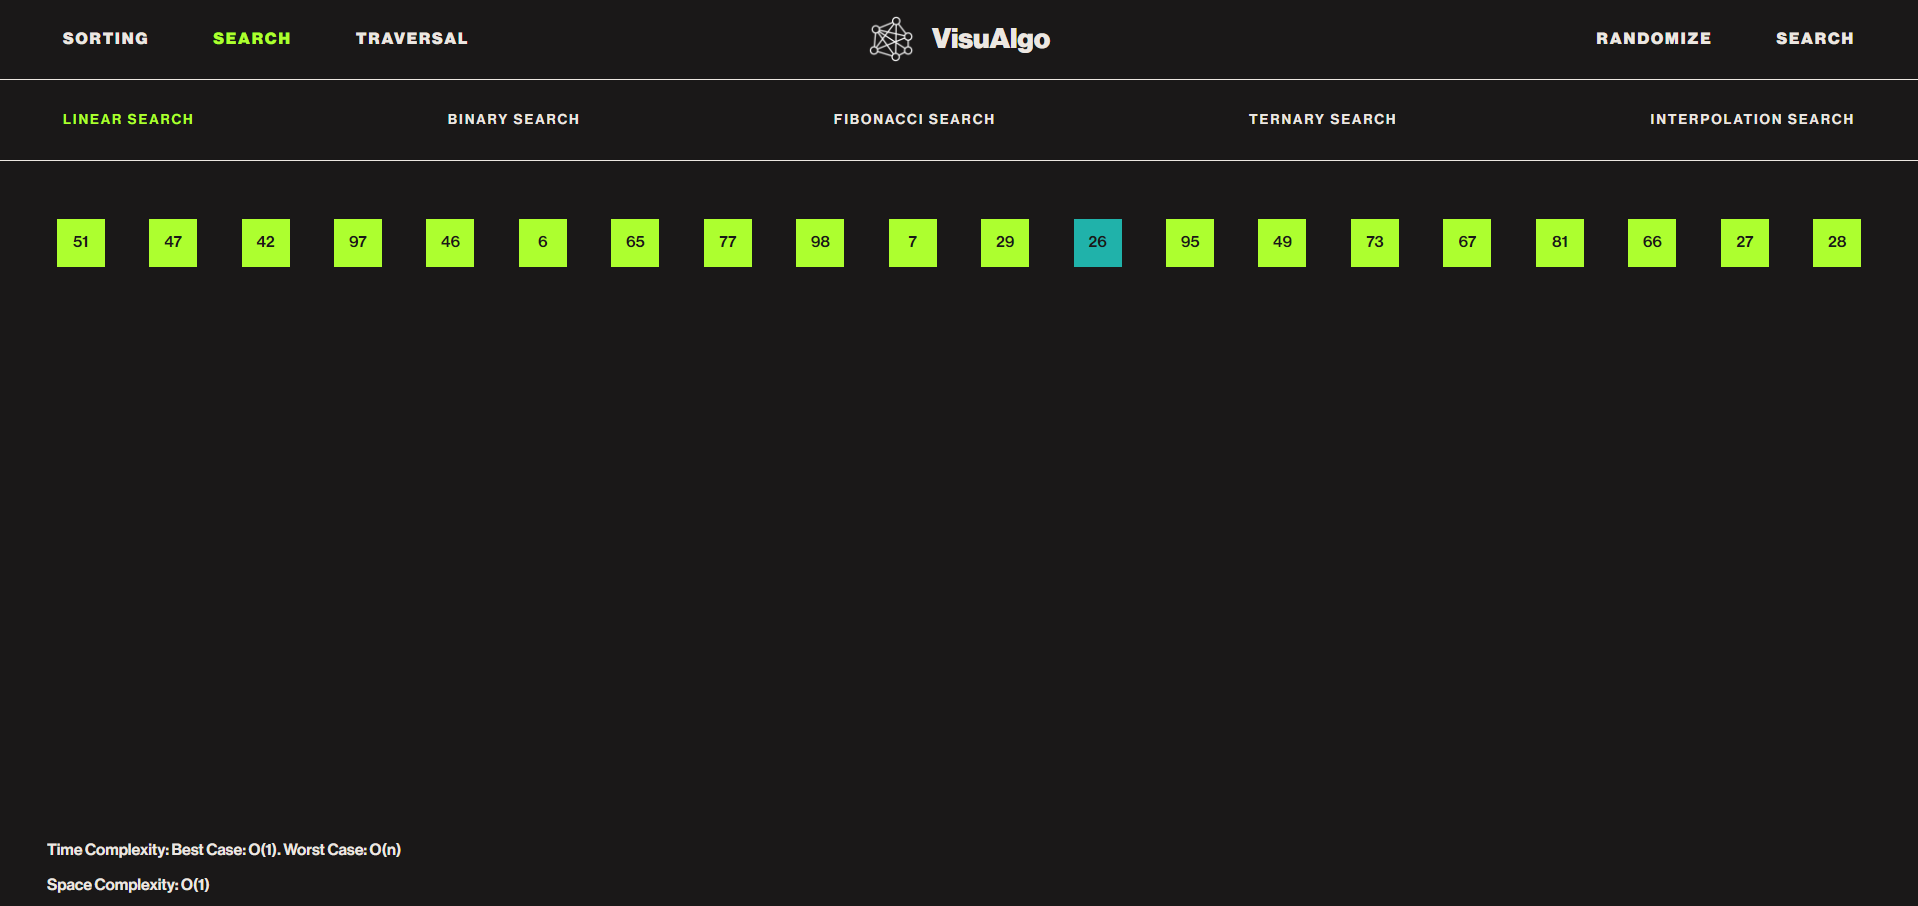 SORTING SEARCH TRAVERSAL VisuAlgo RANDOMIZE SEARCH
LINEAR SEARCH BINARY SEARCH FIBONACCI SEARCH TERNARY SEARCH INTERPOLATION SEARCH
51 47 42 97 46 6 65 77 98 7 29 26 95 49 73 67 81 66 27 28
Time Complexity: Best Case: O(1). Worst Case: O(n)
Space Complexity: O(1)